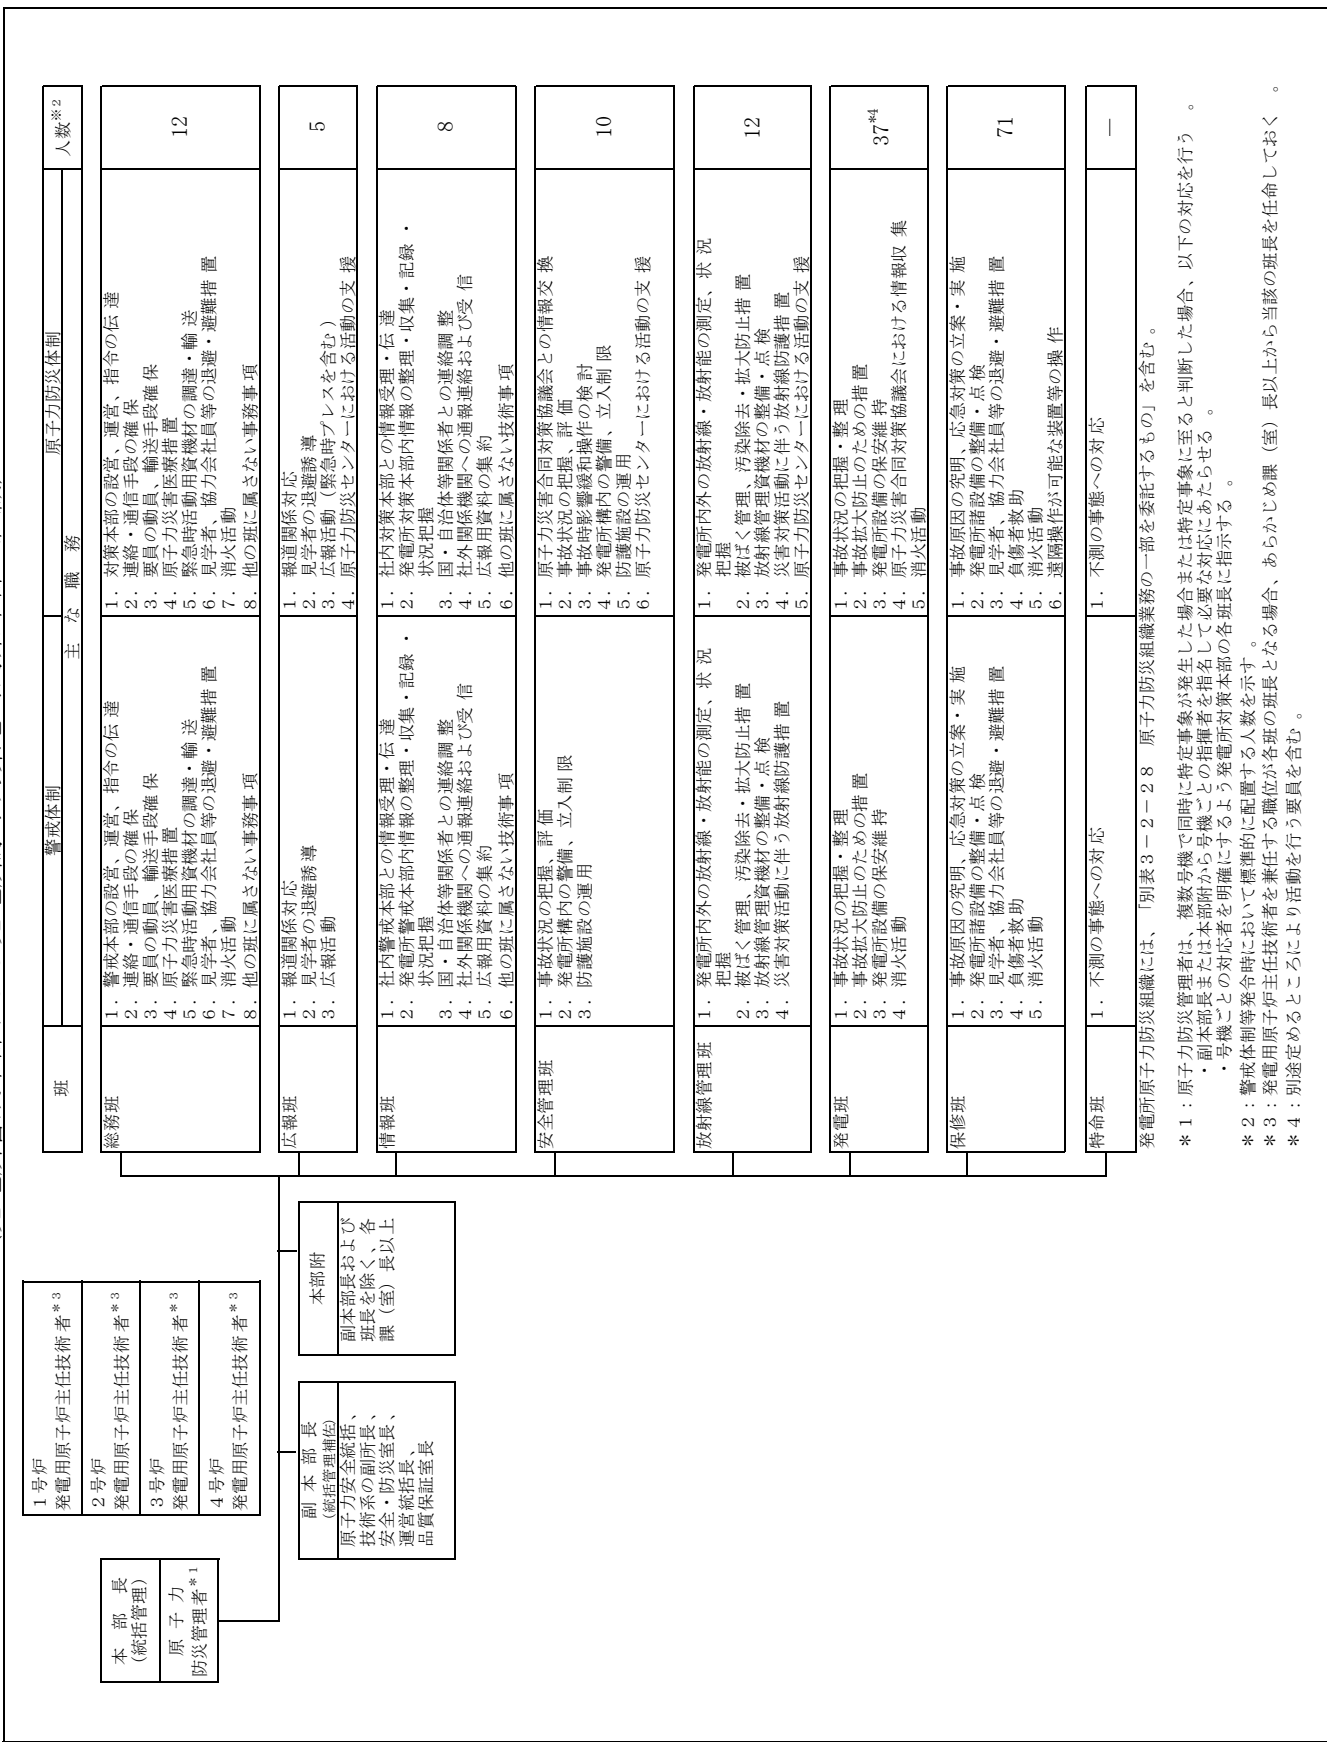 本部長
（統括管理）
原子力
防災管理者*1
1号炉
発電用原子炉主任技術者*3
2号炉
発電用原子炉主任技術者*3
3号炉
発電用原子炉主任技術者*3
4号炉
発電用原子炉主任技術者*3
副本部長
（統括管理補佐）
原子力安全統括、
技術系の副所長、
安全・防災室長、
運営統括長、
品質保証室長
本部附
副本部長および
班長を除く、各
課（室）長以上
班
主な職務
人数※2
警戒体制
原子力防災体制
総務班
1．警戒本部の設営、運営、指令の伝達
2．連絡・通信手段の確保
3．要員の動員、輸送手段確保
4．原子力災害医療措置
5．緊急時活動用資機材の調達・輸送
6．見学者、協力会社員等の退避・避難措置
7．消火活動
8．他の班に属さない事務事項
1．対策本部の設営、運営、指令の伝達
2．連絡・通信手段の確保
3．要員の動員、輸送手段確保
4．原子力災害医療措置
5．緊急時活動用資機材の調達・輸送
6．見学者、協力会社員等の退避・避難措置
7．消火活動
8．他の班に属さない事務事項
12
広報班
1．報道関係対応
2．見学者の退避誘導
3．広報活動
1．報道関係対応
2．見学者の退避誘導
3．広報活動（緊急時プレスを含む）
4．原子力防災センターにおける活動の支援
5
情報班
1．社内警戒本部との情報受理・伝達
2．発電所警戒本部内情報の整理・収集・記録・
状況把握
3．国・自治体等関係者との連絡調整
4．社外関係機関への通報連絡および受信
5．広報用資料の集約
6．他の班に属さない技術事項
1．社内対策本部との情報受理・伝達
2．発電所対策本部内情報の整理・収集・記録・
状況把握
3．国・自治体等関係者との連絡調整
4．社外関係機関への通報連絡および受信
5．広報用資料の集約
6．他の班に属さない技術事項
8
安全管理班
1．事故状況の把握、評価
2．発電所構内の警備、立入制限
3．防護施設の運用
1．原子力災害合同対策協議会との情報交換
2．事故状況の把握、評価
3．事故時影響緩和操作の検討
4．発電所構内の警備、立入制限
5．防護施設の運用
6．原子力防災センターにおける活動の支援
10
放射線管理班
1．発電所内外の放射線・放射能の測定、状況
把握
2．被ばく管理、汚染除去・拡大防止措置
3．放射線管理資機材の整備・点検
4．災害対策活動に伴う放射線防護措置
1．発電所内外の放射線・放射能の測定、状況
把握
2．被ばく管理、汚染除去・拡大防止措置
3．放射線管理資機材の整備・点検
4．災害対策活動に伴う放射線防護措置
5．原子力防災センターにおける活動の支援
12
発電班
1．事故状況の把握・整理
2．事故拡大防止のための措置
3．発電所設備の保安維持
4．消火活動
1．事故状況の把握・整理
2．事故拡大防止のための措置
3．発電所設備の保安維持
4．原子力災害合同対策協議会における情報収集
5．消火活動
37*4
保修班
1．事故原因の究明、応急対策の立案・実施
2．発電所諸設備の整備・点検
3．見学者、協力会社員等の退避・避難措置
4．負傷者救助
5．消火活動
1．事故原因の究明、応急対策の立案・実施
2．発電所諸設備の整備・点検
3．見学者、協力会社員等の退避・避難措置
4．負傷者救助
5．消火活動
6．遠隔操作が可能な装置等の操作
71
特命班
1．不測の事態への対応
1．不測の事態への対応
―
発電所原子力防災組織には、「別表3－2－28　原子力防災組織業務の一部を委託するもの」を含む。
*1：原子力防災管理者は、複数号機で同時に特定事象が発生した場合または特定事象に至ると判断した場合、以下の対応を行う。
・副本部長または本部附から号機ごとの指揮者を指名して必要な対応にあたらせる。
・号機ごとの対応者を明確にするよう発電所対策本部の各班長に指示する。
*2：警戒体制等発令時において標準的に配置する人数を示す。
*3：発電用原子炉主任技術者を兼任する職位が各班の班長となる場合、あらかじめ課（室）長以上から当該の班長を任命しておく。
*4：別途定めるところにより活動を行う要員を含む。